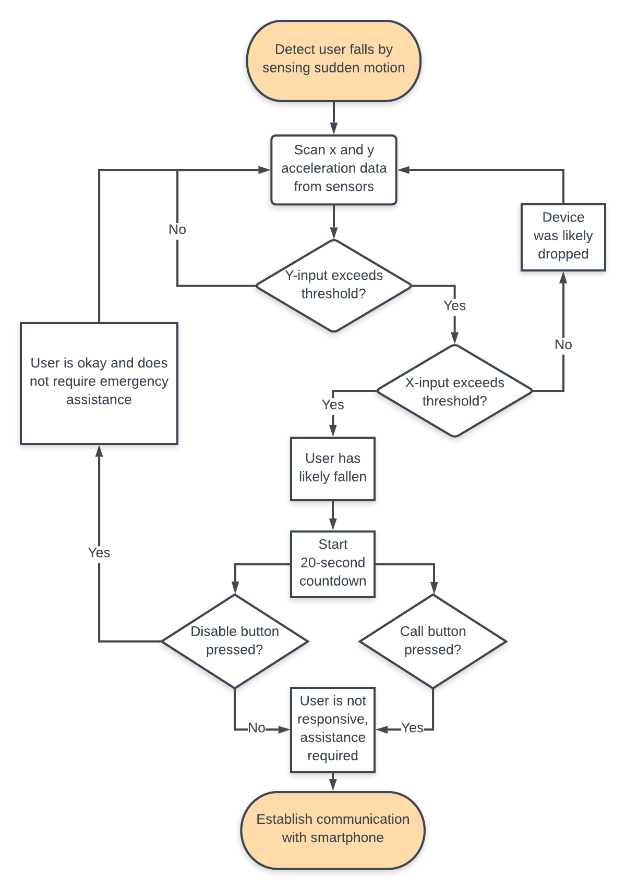 Detect user falls by
sensing sudden motion
Scan x and y
acceleration data
from sensors
No
Device
was likely
dropped
Y-input exceeds
threshold?
Yes
No
User is okay and does
not require emergency
assistance
X-input exceeds
threshold?
Yes
User has
likely fallen
Start
20-second
countdown
Yes
Disable button
pressed?
Call button
pressed?
User is not
responsive,
assistance
required
No
Yes
Establish communication
with smartphone